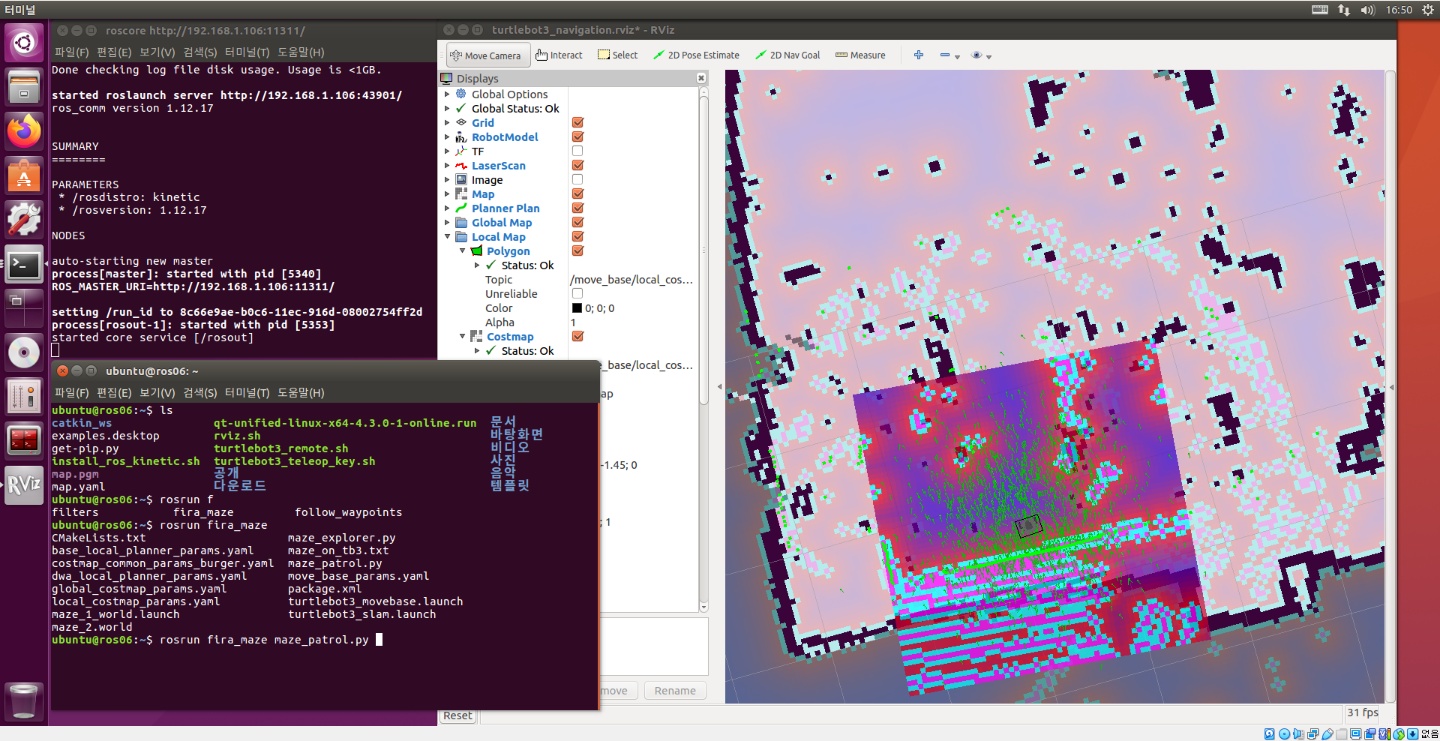 터미널
16:50
roscore http://192.168.1.106:11311/
파일(F) 편집(E) 보기(V) 검색(S) 터미널(T) 도움말(H)
Done checking log file disk usage. Usage is <1GB.
started roslaunch server http://192.168.1.106:43901/
ros_comm version 1.12.17
SUMMARY
========
PARAMETERS
* /rosdistro: kinetic
* /rosversion: 1.12.17
NODES
auto-starting new master
process[master]: started with pid [5340]
ROS_MASTER_URI=http://192.168.1.106:11311/
setting /run_id to 8c66e9ae-b0c6-11ec-916d-08002754ff2d
process[rosout-1]: started with pid [5353]
started core service [/rosout]
ubuntu@ros06: ~
파일(F) 편집(E) 보기(V) 검색(S) 터미널(T) 도움말(H)
ubuntu@ros06:~$ ls
catkin_ws qt-unified-linux-x64-4.3.0-1-online.run 문서
examples.desktop rviz.sh 바탕화면
get-pip.py turtlebot3_remote.sh 비디오
install_ros_kinetic.sh turtlebot3_teleop_key.sh 사진
map.pgm 공개 음악
map.yaml 다운로드 템플릿
ubuntu@ros06:~$ rosrun f
filters fira_maze follow_waypoints
ubuntu@ros06:~$ rosrun fira_maze
CMakeLists.txt maze_explorer.py
base_local_planner_params.yaml maze_on_tb3.txt
costmap_common_params_burger.yaml maze_patrol.py
dwa_local_planner_params.yaml move_base_params.yaml
global_costmap_params.yaml package.xml
local_costmap_params.yaml turtlebot3_movebase.launch
maze_1_world.launch turtlebot3_slam.launch
maze_2.world
ubuntu@ros06:~$ rosrun fira_maze maze_patrol.py
turtlebot3_navigation.rviz* - RViz
Move Camera Interact Select 2D Pose Estimate 2D Nav Goal Measure
Displays
Global Options
Global Status: Ok
Grid
RobotModel
TF
LaserScan
Image
Map
Planner Plan
Global Map
Local Map
Polygon
Status: Ok
Topic /move_base/local_cos...
Unreliable
Color 0; 0; 0
Alpha 1
Costmap
Status: Ok
e_base/local_cos...
ap
-1.45; 0
; 1
move Rename
Reset
31 fps
RViz
없음